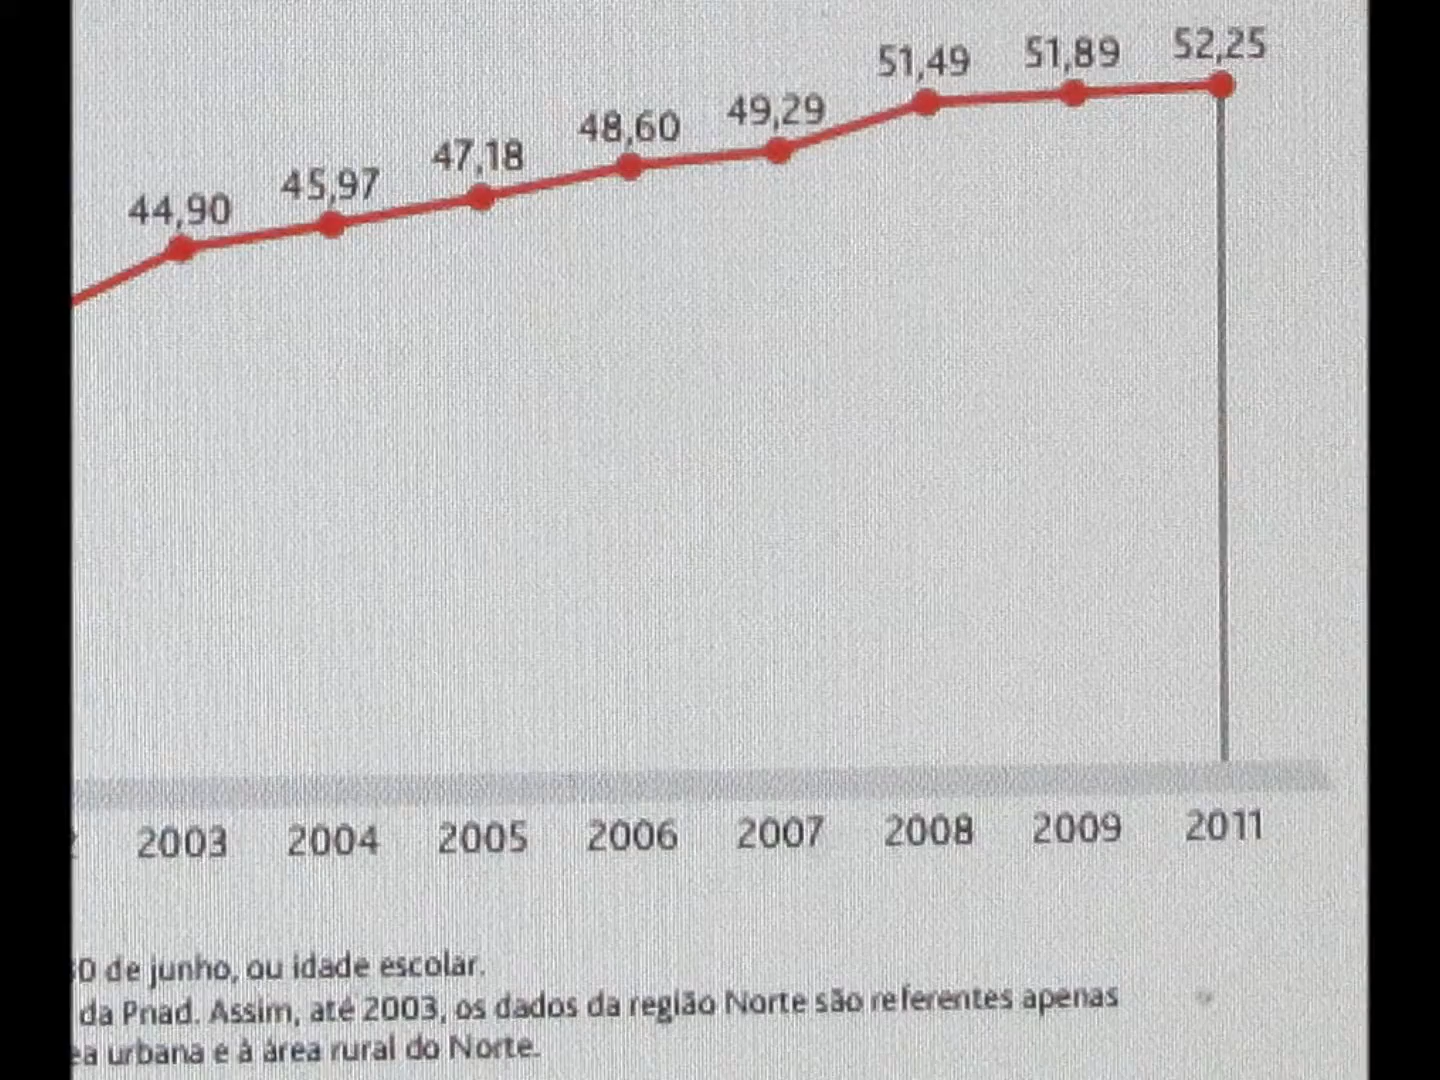 44,90 45,97 47,18 48,60 49,29 51,49 51,89 52,25
2003 2004 2005 2006 2007 2008 2009 2011
0 de junho, ou idade escolar.
da Pnad. Assim, até 2003, os dados da região Norte são referentes apenas
urbana e à área rural do Norte.